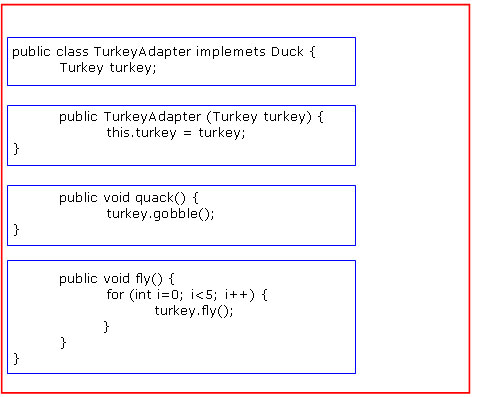 public class TurkeyAdapter implemets Duck {
Turkey turkey;
public TurkeyAdapter (Turkey turkey) {
this.turkey = turkey;
}
public void quack() {
turkey.gobble();
}
public void fly() {
for (int i=0; i<5; i++) {
turkey.fly();
}
}
}